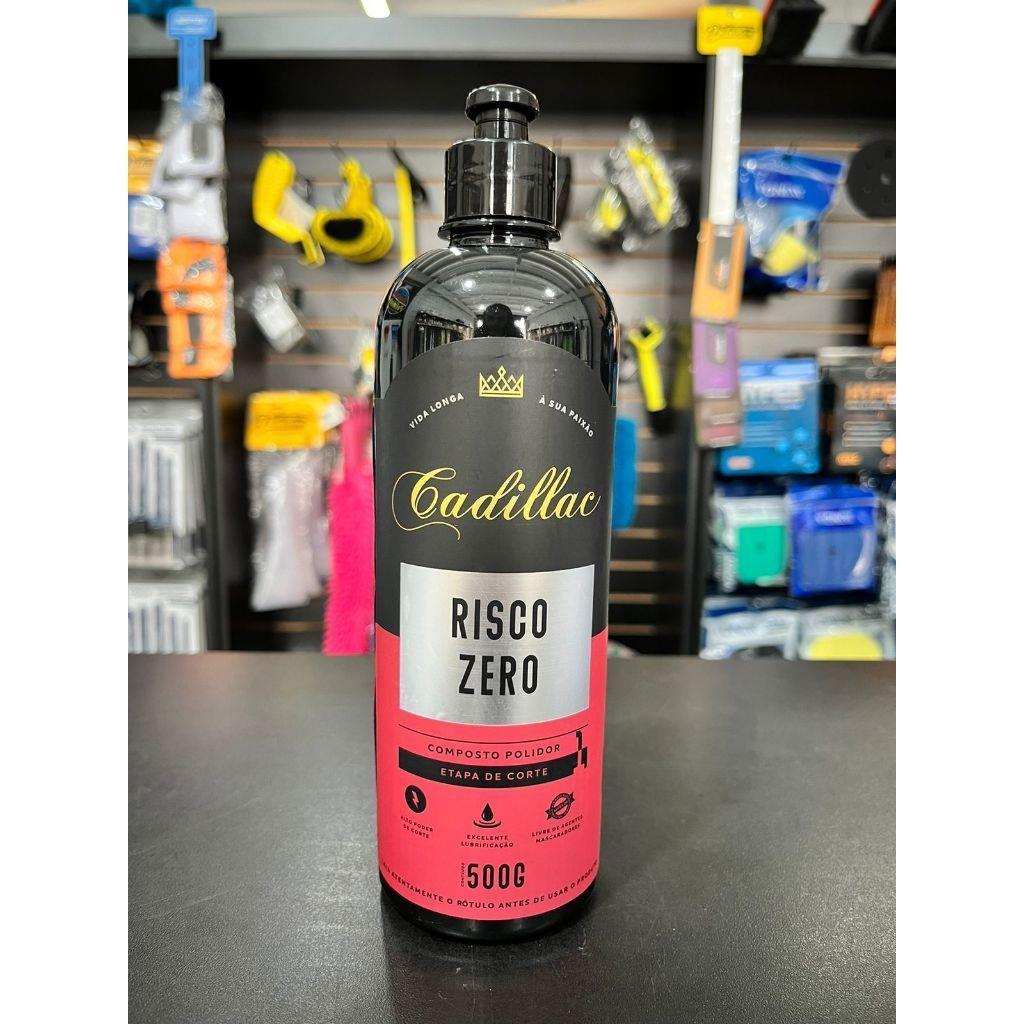 VIDA LONGA
À SUA PAIXÃO
Cadillac
RISCO
ZERO
COMPOSTO POLIDOR
ETAPA DE CORTE
ALTO PODER
DE CORTE
EXCELENTE
LUBRIFICAÇÃO
LIVRE DE AGENTES
MASCARADORES
CONTEÚDO
500G
ATENTAMENTE O RÓTULO ANTES DE USAR O